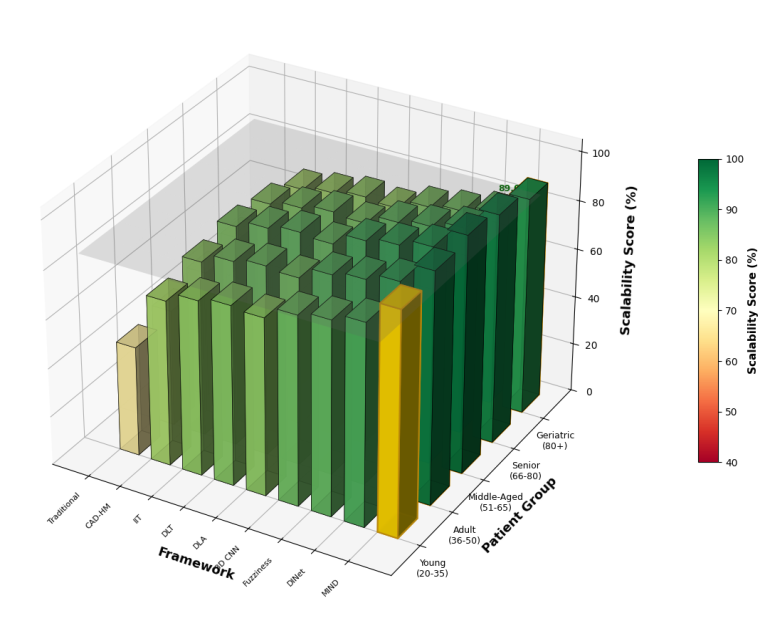 89.
100
80
60
40
20
0
Scalability Score (%)
100
90
80
70
60
50
40
Scalability Score (%)
Traditional
CAD-HM
IIT
DLT
DLA
CNN
Fuzziness
DINet
MIND
Framework
Young
(20-35)
Adult
(36-50)
Middle-Aged
(51-65)
Senior
(66-80)
Geriatric
(80+)
Patient Group